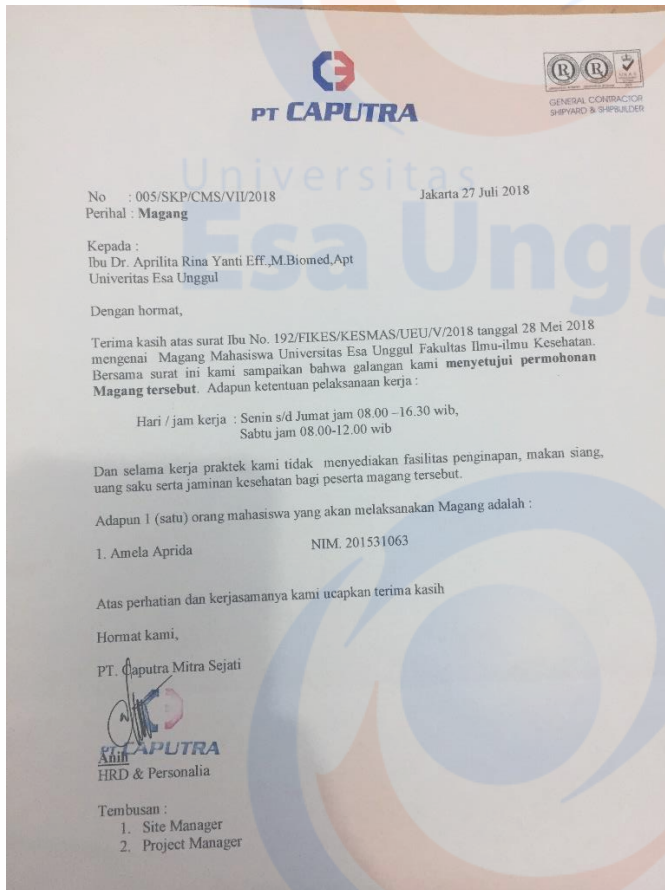 PT CAPUTRA
GENERAL CONTRACTOR
SHIPYARD & SHIPBUILDER
Universitas
Esa Ungg
No : 005/SKP/CMS/VII/2018 Jakarta 27 Juli 2018
Perihal : Magang
Kepada :
Ibu Dr. Aprilita Rina Yanti Eff.,M.Biomed,Apt
Univeritas Esa Unggul
Dengan hormat,
Terima kasih atas surat Ibu No. 192/FIKES/KESMAS/UEU/V/2018 tanggal 28 Mei 2018
mengenai Magang Mahasiswa Universitas Esa Unggul Fakultas Ilmu-ilmu Kesehatan.
Bersama surat ini kami sampaikan bahwa galangan kami menyetujui permohonan
Magang tersebut. Adapun ketentuan pelaksanaan kerja :
Hari / jam kerja : Senin s/d Jumat jam 08.00 –16.30 wib,
Sabtu jam 08.00-12.00 wib
Dan selama kerja praktek kami tidak menyediakan fasilitas penginapan, makan siang,
uang saku serta jaminan kesehatan bagi peserta magang tersebut.
Adapun 1 (satu) orang mahasiswa yang akan melaksanakan Magang adalah :
1. Amela Aprida NIM. 201531063
Atas perhatian dan kerjasamanya kami ucapkan terima kasih
Hormat kami,
PT. Caputra Mitra Sejati
PT CAPUTRA
Anih
HRD & Personalia
Tembusan :
1. Site Manager
2. Project Manager